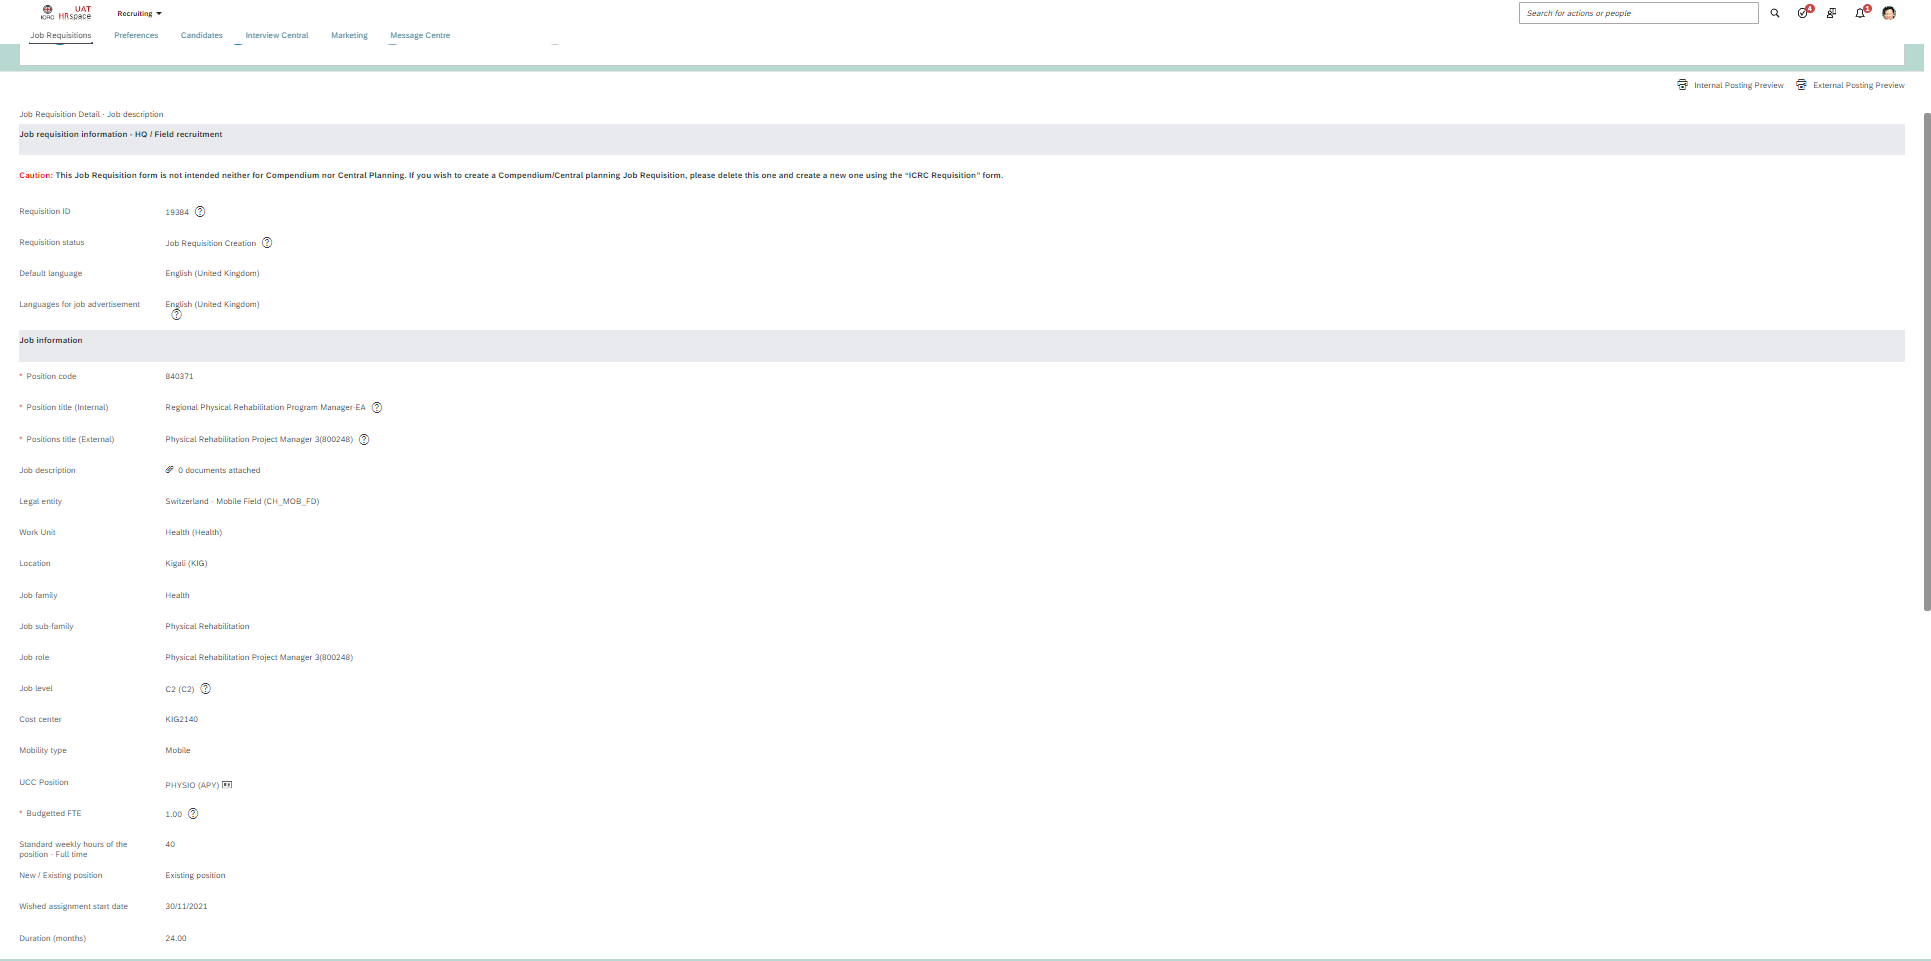 ICRC
UAT
HRspace
Recruiting
Search for actions or people
4
1
Job Requisitions
Preferences
Candidates
Interview Central
Marketing
Message Centre
Internal Posting Preview
External Posting Preview
Job Requisition Detail · Job description
Job requisition information - HQ / Field recruitment
Caution: This Job Requisition form is not intended neither for Compendium nor Central Planning. If you wish to create a Compendium/Central planning Job Requisition, please delete this one and create a new one using the “ICRC Requisition” form.
Requisition ID 19384 ?
Requisition status Job Requisition Creation ?
Default language English (United Kingdom)
Languages for job advertisement English (United Kingdom)
?
Job information
* Position code 840371
* Position title (Internal) Regional Physical Rehabilitation Program Manager-EA ?
* Positions title (External) Physical Rehabilitation Project Manager 3(800248) ?
Job description 0 documents attached
Legal entity Switzerland - Mobile Field (CH_MOB_FD)
Work Unit Health (Health)
Location Kigali (KIG)
Job family Health
Job sub-family Physical Rehabilitation
Job role Physical Rehabilitation Project Manager 3(800248)
Job level C2 (C2) ?
Cost center KIG2140
Mobility type Mobile
UCC Position PHYSIO (APY)
* Budgetted FTE 1.00 ?
Standard weekly hours of the 40
position - Full time
New / Existing position Existing position
Wished assignment start date 30/11/2021
Duration (months) 24.00